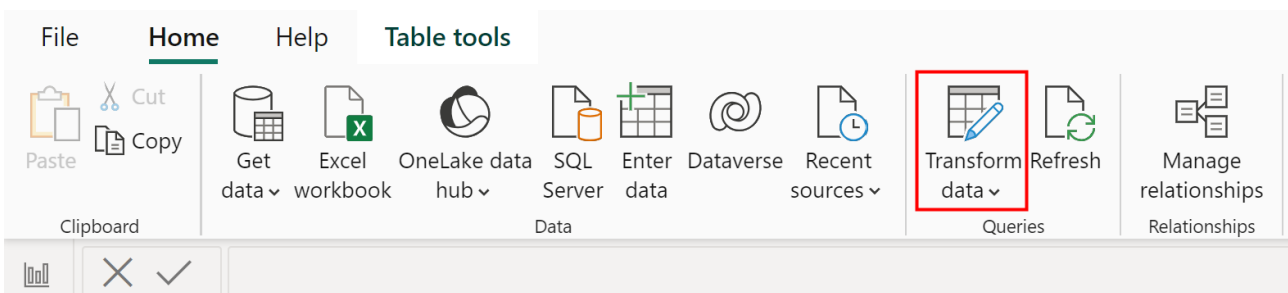 File Home Help Table tools
Cut
Copy
Paste
Get data
Excel workbook
OneLake data hub
SQL Server
Enter data
Dataverse
Recent sources
Transform data
Refresh
Manage relationships
Clipboard
Data
Queries
Relationships